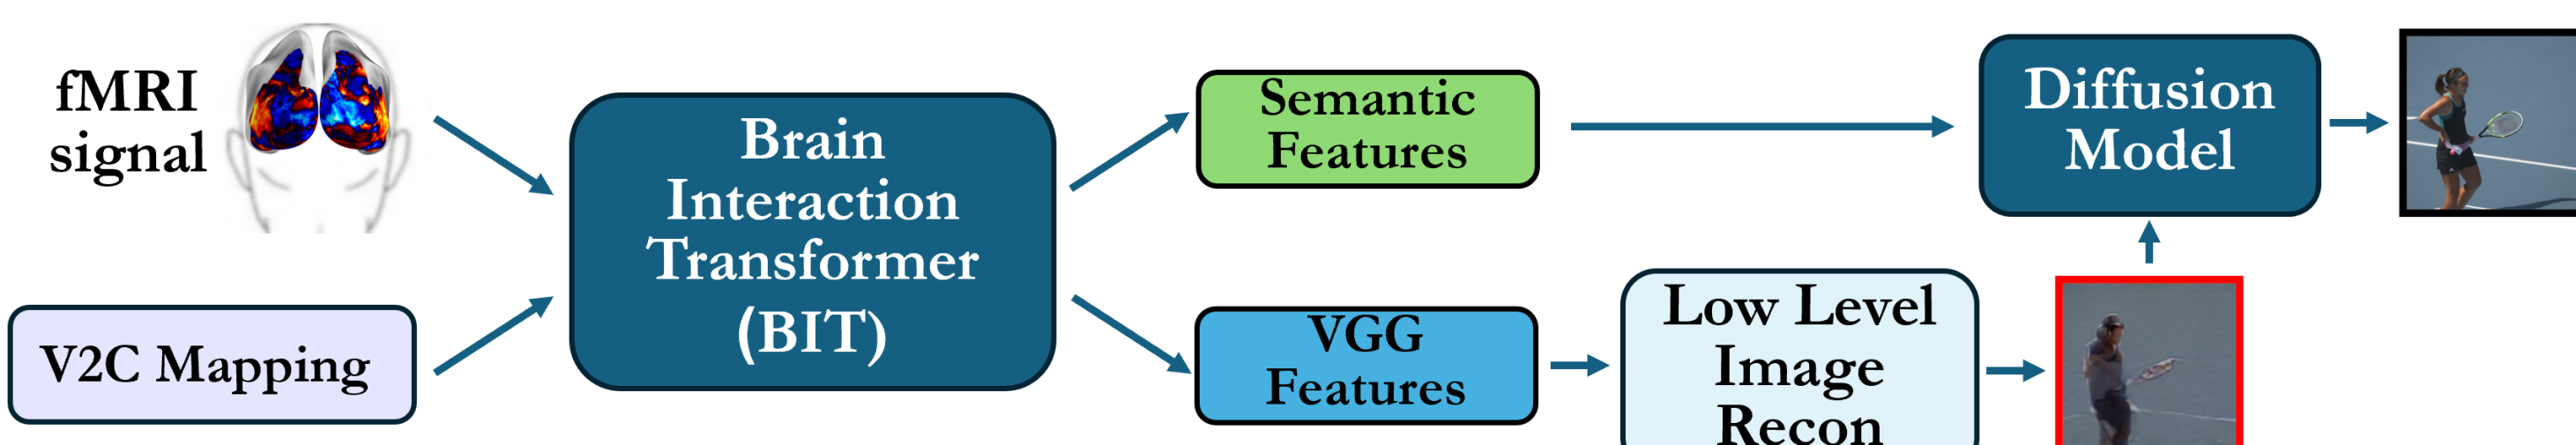 fMRI
signal
V2C Mapping
Brain
Interaction
Transformer
(BIT)
Semantic
Features
VGG
Features
Low Level
Image
Recon
Diffusion
Model